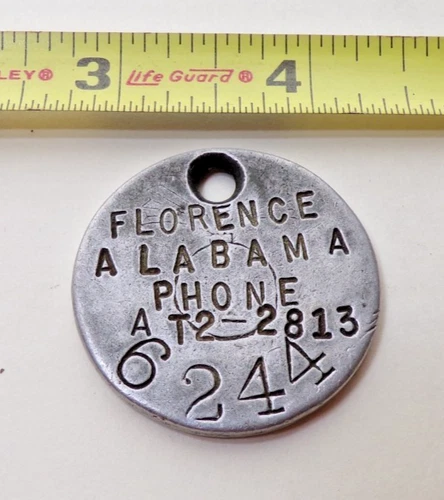 LEY®
3 Life Guard® 4
FLORENCE
ALABAMA
PHONE
AT2-2813
6244